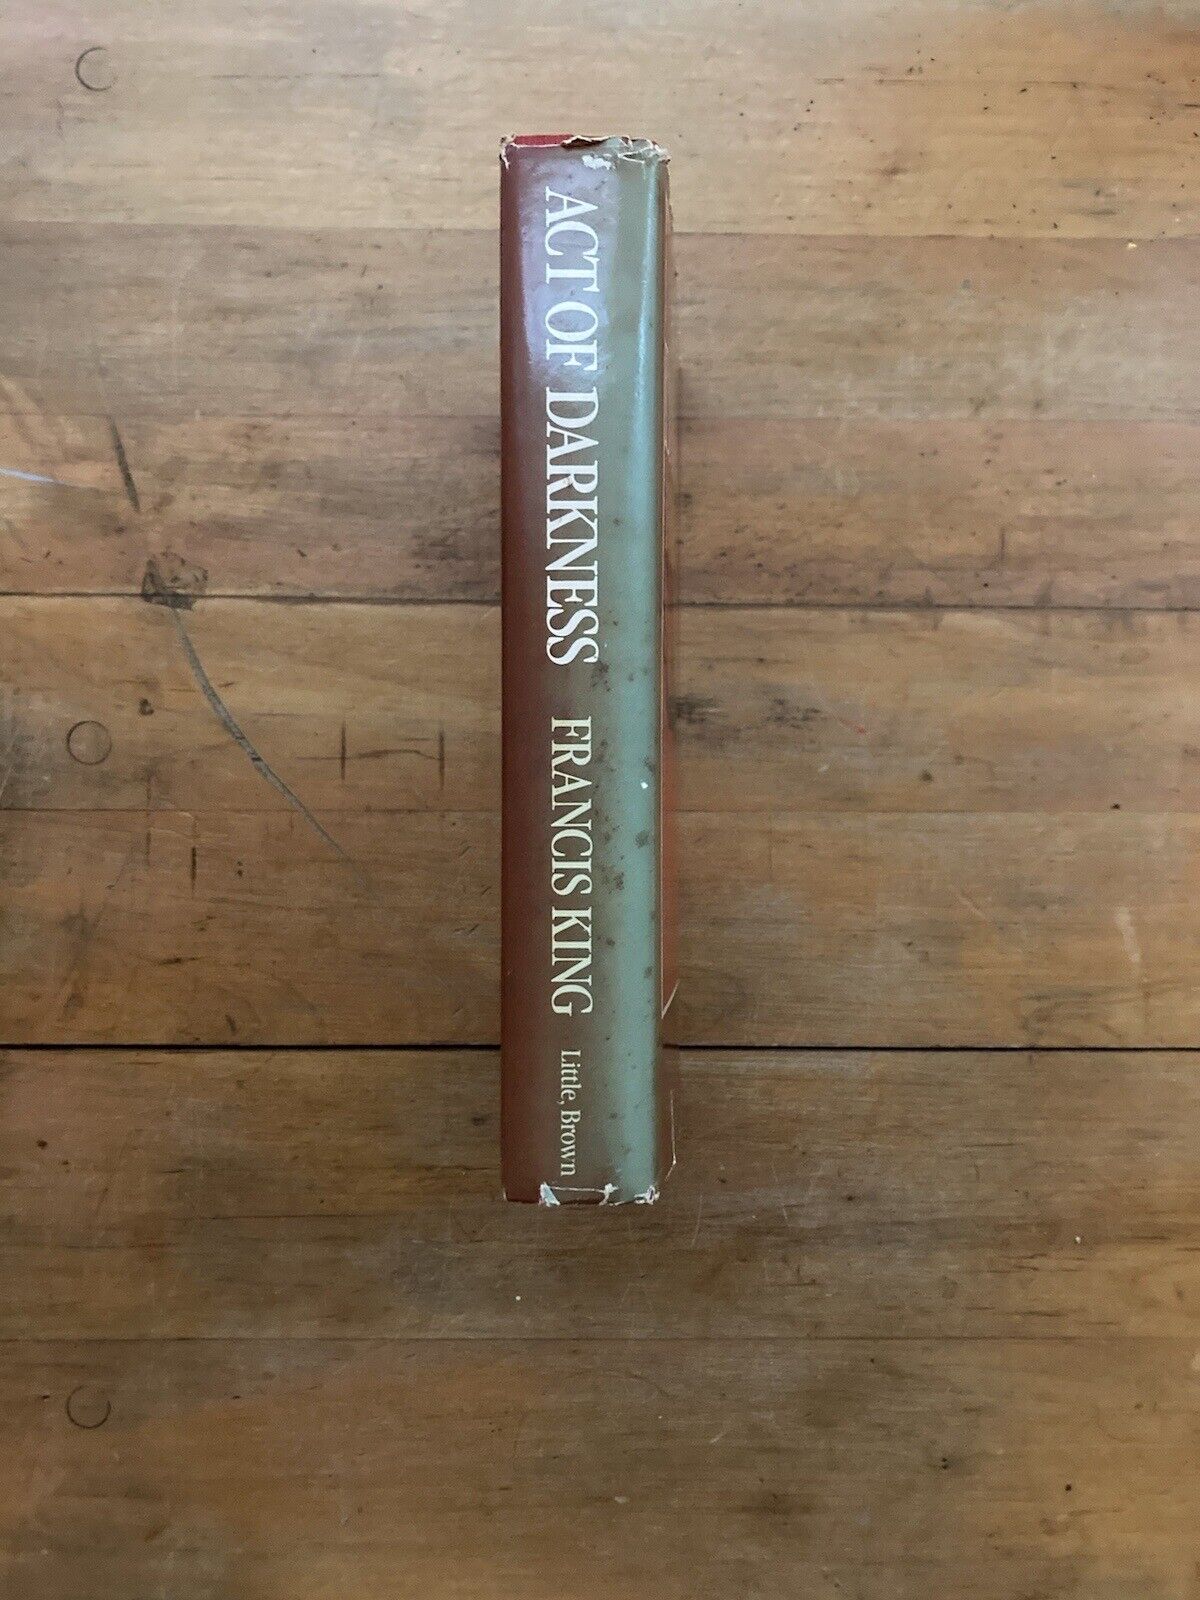 ACT OF DARKNESS FRANCIS KING Little, Brown